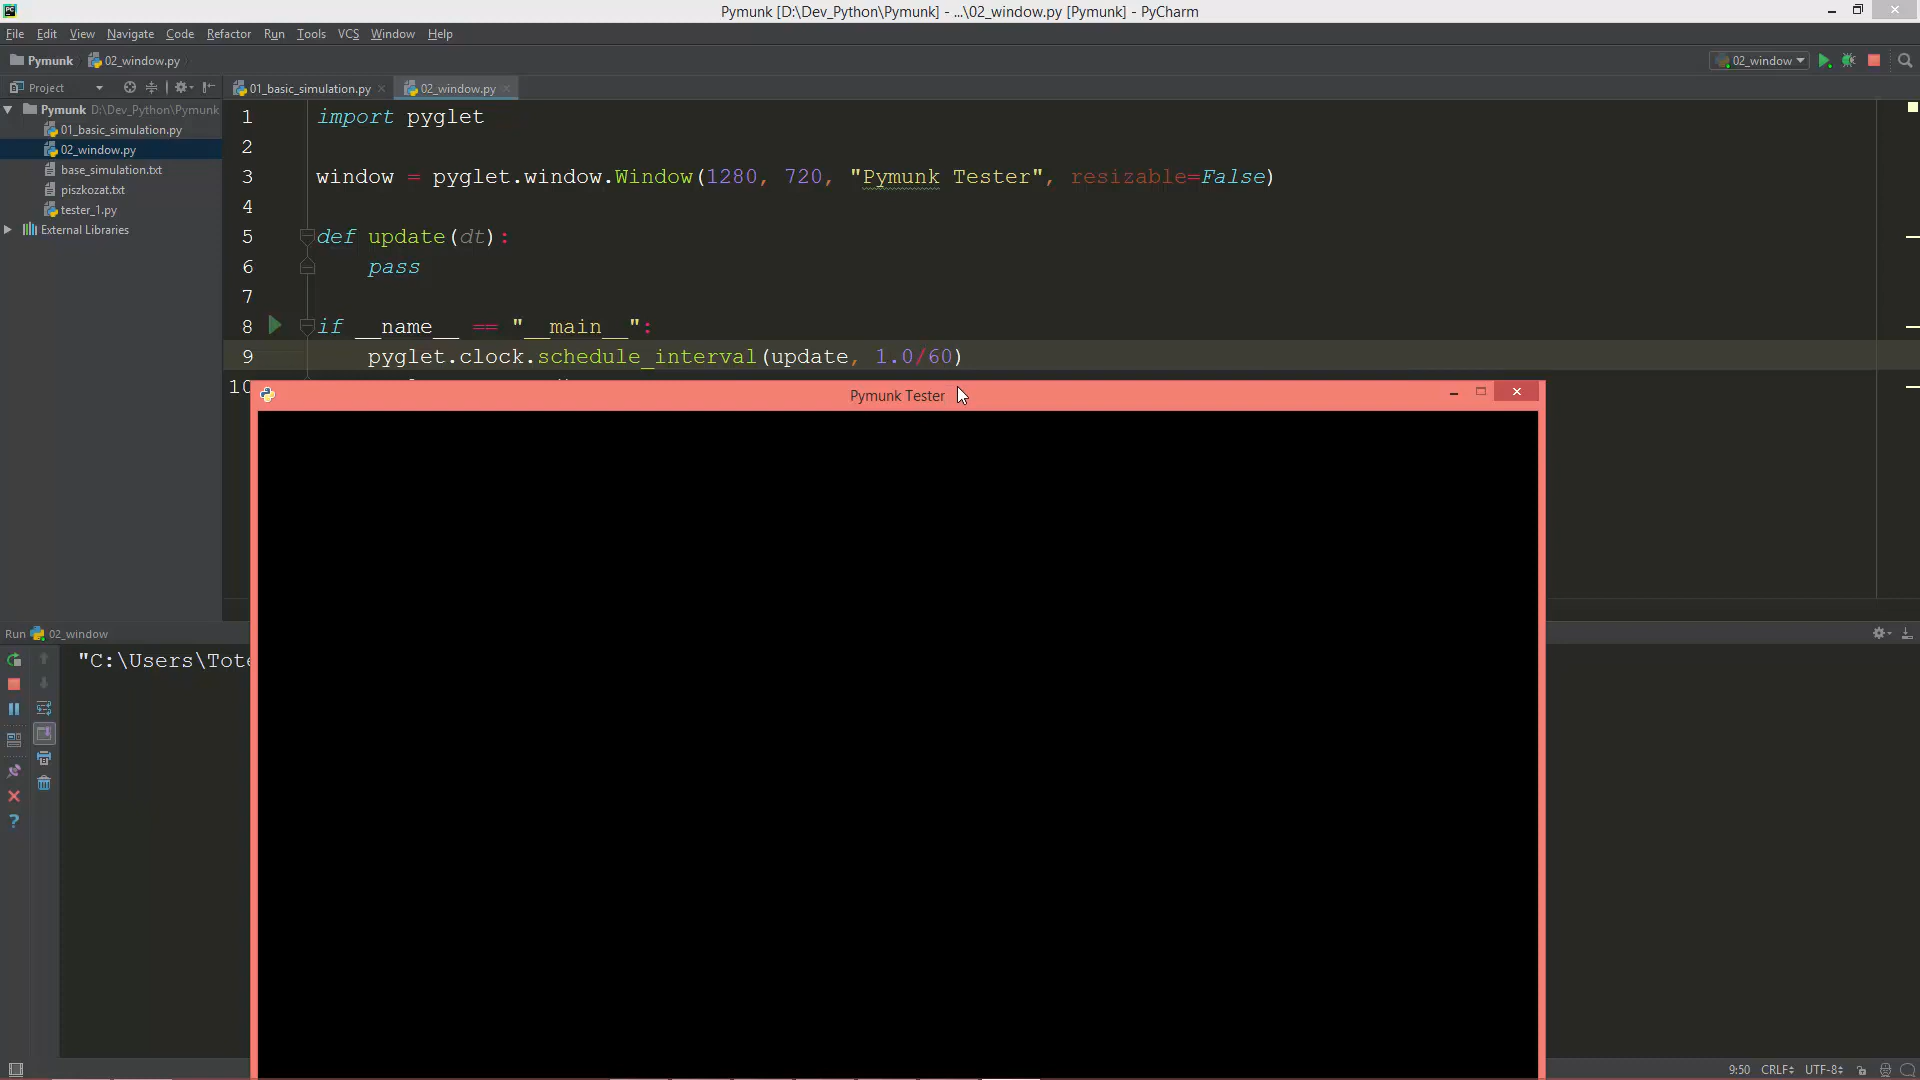 Pymunk [D:\Dev_Python\Pymunk] - ...\02_window.py [Pymunk] - PyCharm
File Edit View Navigate Code Refactor Run Tools VCS Window Help
Pymunk 02_window.py 02_window
Project 01_basic_simulation.py 02_window.py
Pymunk D:\Dev_Python\Pymunk
01_basic_simulation.py
02_window.py
base_simulation.txt
piszkozat.txt
tester_1.py
External Libraries
1 import pyglet
2
3 window = pyglet.window.Window(1280, 720, "Pymunk Tester", resizable=False)
4
5 def update(dt):
6 pass
7
8 if __name__ == "__main__":
9 pyglet.clock.schedule_interval(update, 1.0/60)
10
Pymunk Tester
Run 02_window
"C:\Users\Tote
9:50 CRLF UTF-8